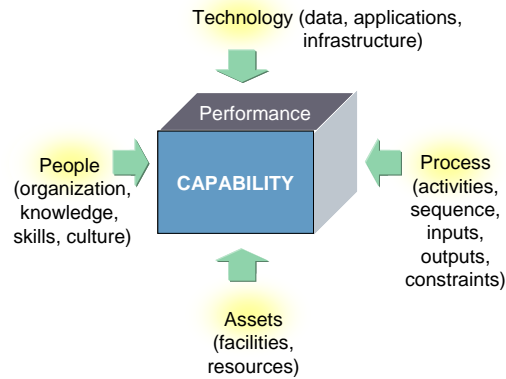 Technology (data, applications,
infrastructure)
Performance
CAPABILITY
People
(organization,
knowledge,
skills, culture)
Process
(activities,
sequence,
inputs,
outputs,
constraints)
Assets
(facilities,
resources)